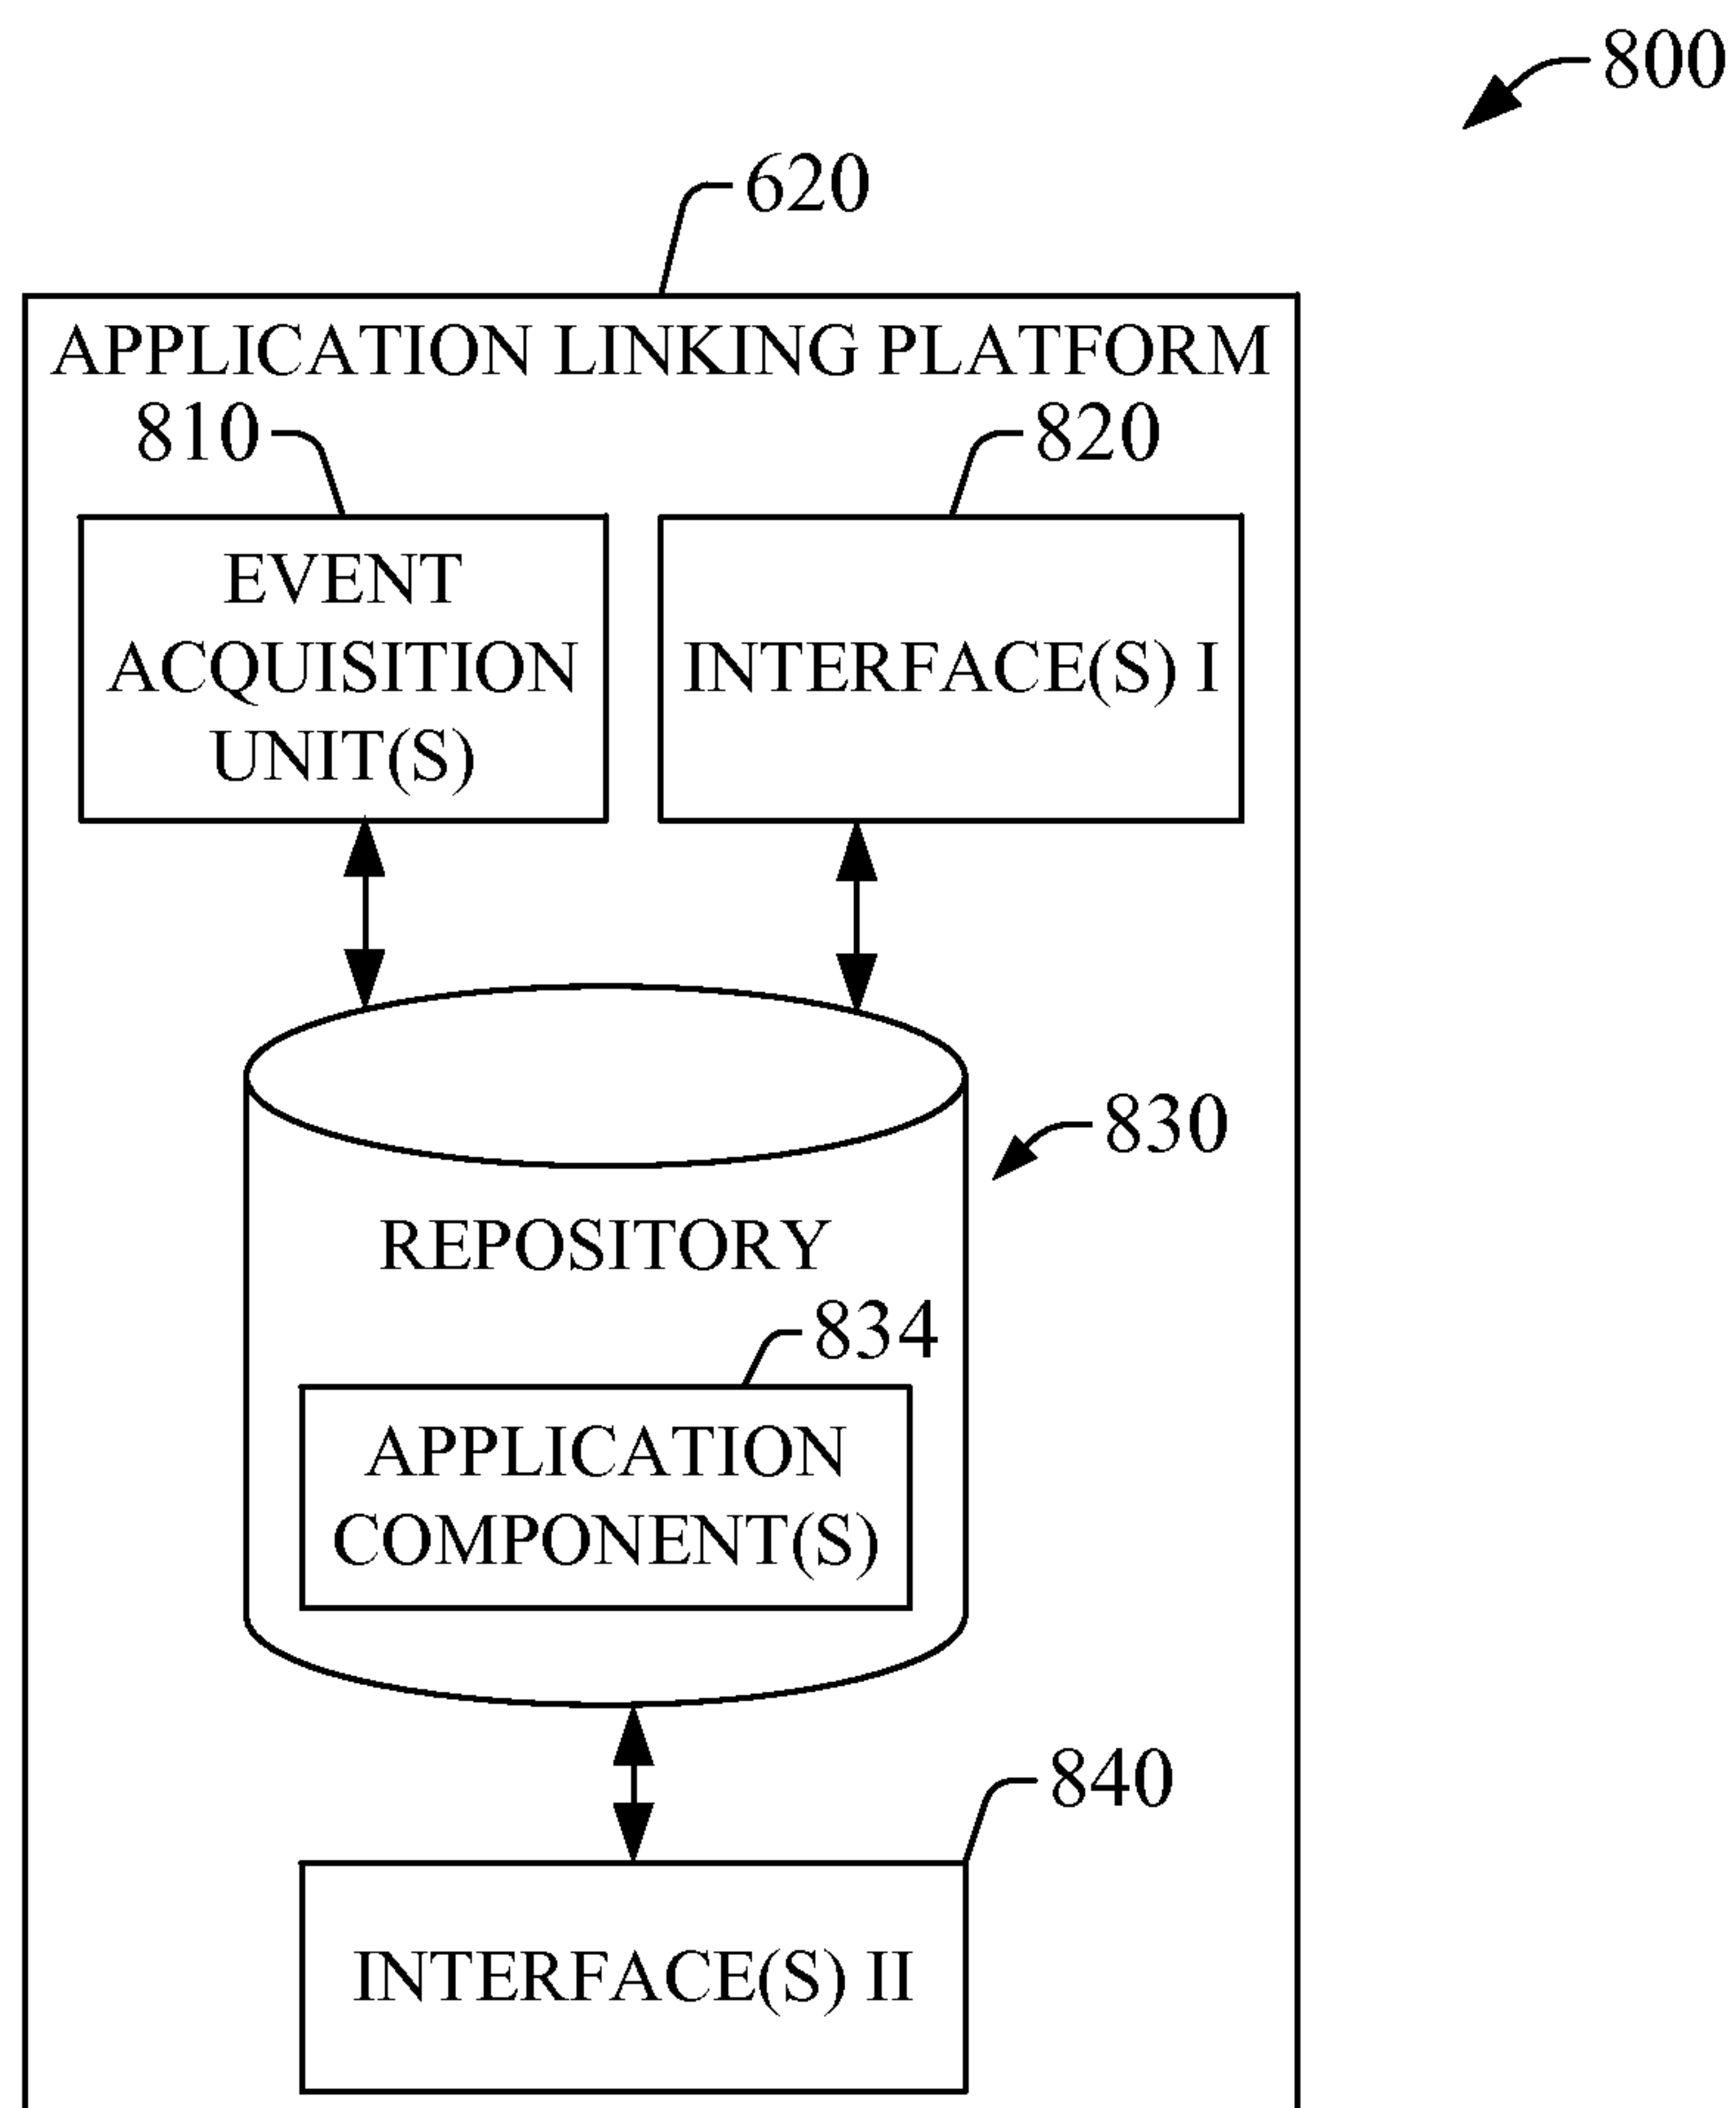 800
620
APPLICATION LINKING PLATFORM
810
820
EVENT
ACQUISITION
UNIT(S)
INTERFACE(S) I
830
REPOSITORY
834
APPLICATION
COMPONENT(S)
840
INTERFACE(S) II